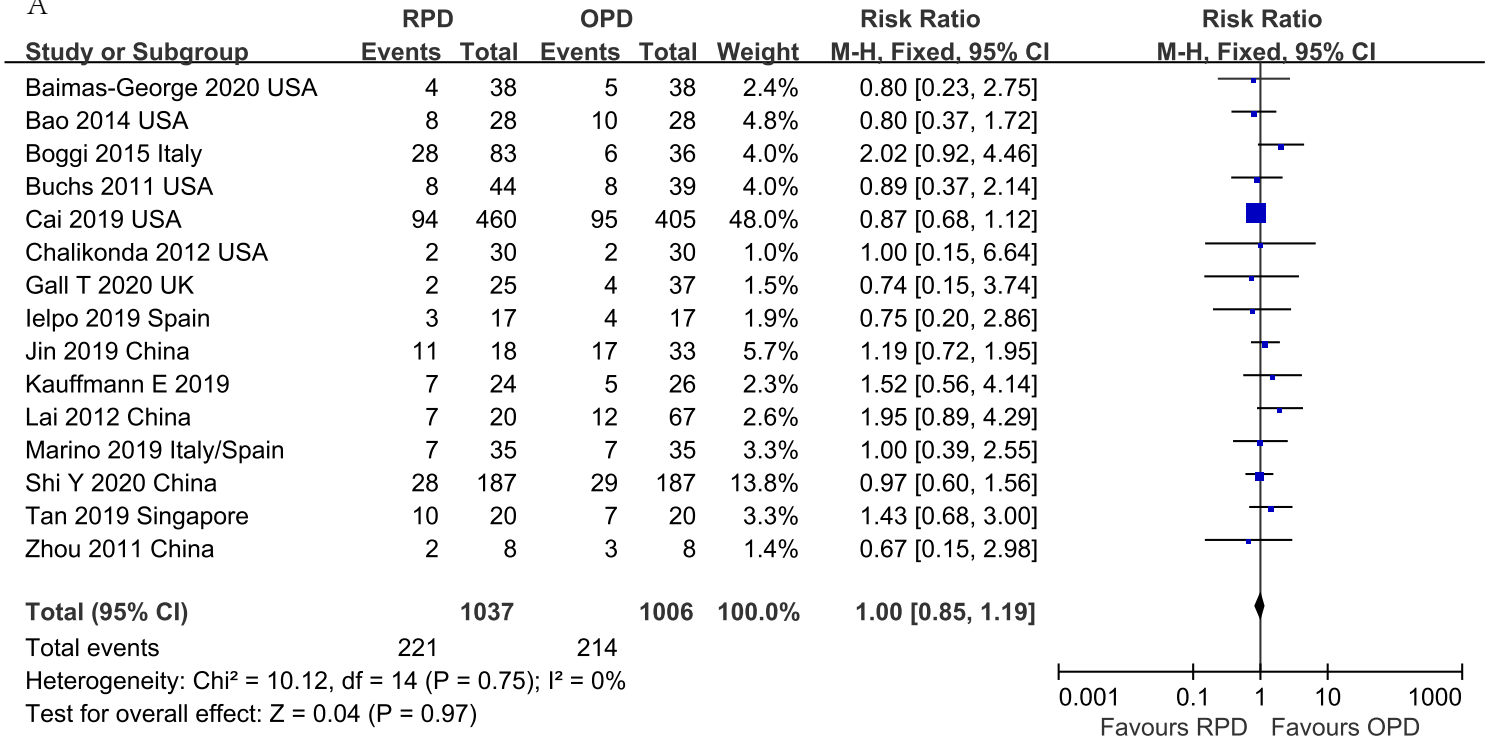 A
RPD OPD Risk Ratio Risk Ratio
Study or Subgroup Events Total Events Total Weight M-H, Fixed, 95% CI M-H, Fixed, 95% CI
Baimas-George 2020 USA 4 38 5 38 2.4% 0.80 [0.23, 2.75]
Bao 2014 USA 8 28 10 28 4.8% 0.80 [0.37, 1.72]
Boggi 2015 Italy 28 83 6 36 4.0% 2.02 [0.92, 4.46]
Buchs 2011 USA 8 44 8 39 4.0% 0.89 [0.37, 2.14]
Cai 2019 USA 94 460 95 405 48.0% 0.87 [0.68, 1.12]
Chalikonda 2012 USA 2 30 2 30 1.0% 1.00 [0.15, 6.64]
Gall T 2020 UK 2 25 4 37 1.5% 0.74 [0.15, 3.74]
Ielpo 2019 Spain 3 17 4 17 1.9% 0.75 [0.20, 2.86]
Jin 2019 China 11 18 17 33 5.7% 1.19 [0.72, 1.95]
Kauffmann E 2019 7 24 5 26 2.3% 1.52 [0.56, 4.14]
Lai 2012 China 7 20 12 67 2.6% 1.95 [0.89, 4.29]
Marino 2019 Italy/Spain 7 35 7 35 3.3% 1.00 [0.39, 2.55]
Shi Y 2020 China 28 187 29 187 13.8% 0.97 [0.60, 1.56]
Tan 2019 Singapore 10 20 7 20 3.3% 1.43 [0.68, 3.00]
Zhou 2011 China 2 8 3 8 1.4% 0.67 [0.15, 2.98]
Total (95% CI) 1037 1006 100.0% 1.00 [0.85, 1.19]
Total events 221 214
Heterogeneity: Chi² = 10.12, df = 14 (P = 0.75); I² = 0%
Test for overall effect: Z = 0.04 (P = 0.97)
0.001 0.1 1 10 1000
Favours RPD Favours OPD